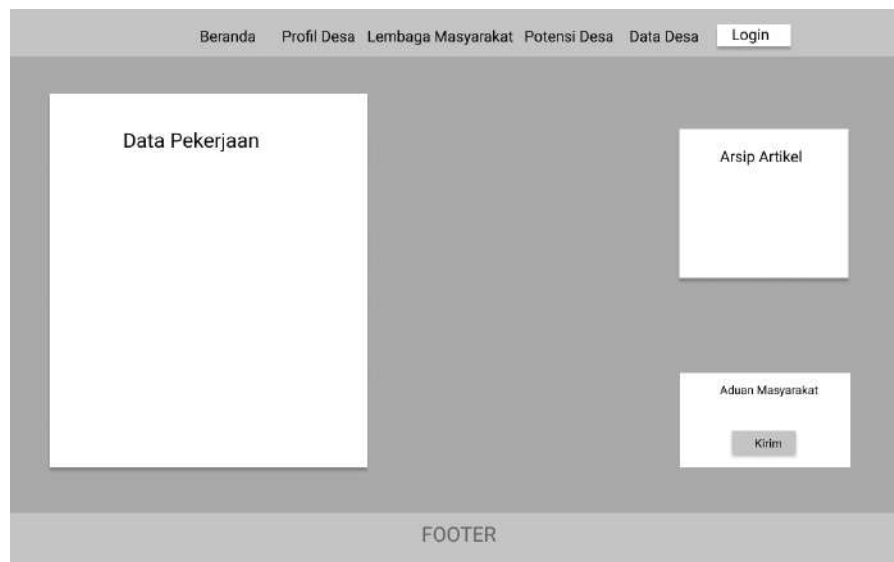 Beranda Profil Desa Lembaga Masyarakat Potensi Desa Data Desa Login
Data Pekerjaan
Arsip Artikel
Aduan Masyarakat
Kirim
FOOTER